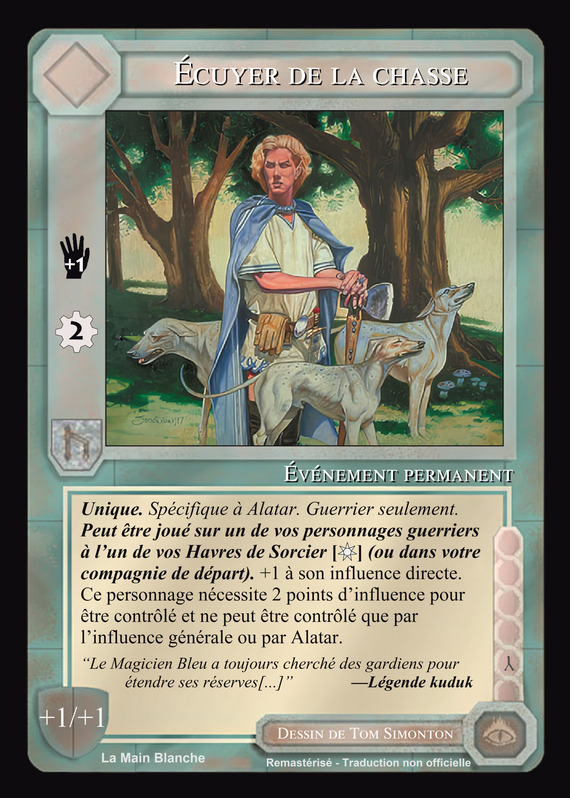 Écuyer de la chasse
+1
2
Événement permanent
Unique. Spécifique à Alatar. Guerrier seulement.
Peut être joué sur un de vos personnages guerriers
à l'un de vos Havres de Sorcier [] (ou dans votre
compagnie de départ). +1 à son influence directe.
Ce personnage nécessite 2 points d'influence pour
être contrôlé et ne peut être contrôlé que par
l'influence générale ou par Alatar.
“Le Magicien Bleu a toujours cherché des gardiens pour
étendre ses réserves[...]”   —Légende kuduk
+1/+1
Dessin de Tom Simonton
La Main Blanche
Remastérisé - Traduction non officielle